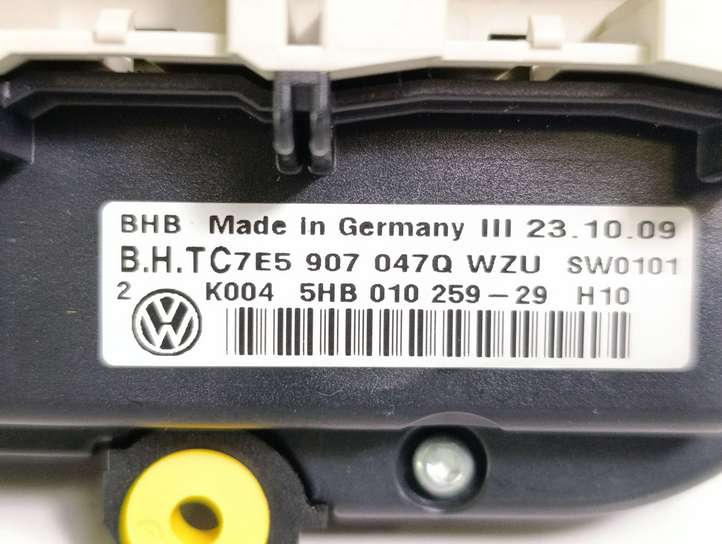 BHB Made in Germany III 23.10.09
B.H.TC7E5 907 047Q WZU SW0101
2 K004 5HB 010 259-29 H10